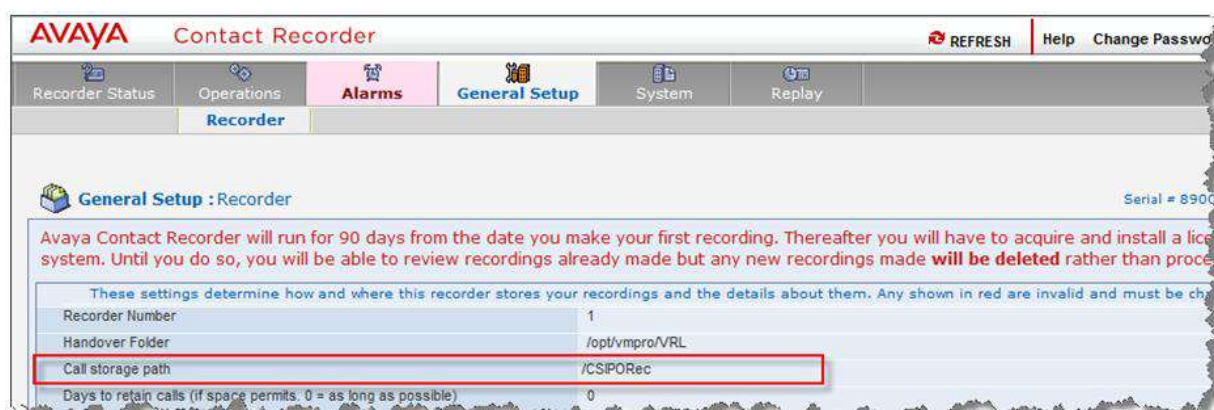 AVAYA Contact Recorder
REFRESH Help Change Passwo
Recorder Status Operations Alarms General Setup System Replay
Recorder
General Setup : Recorder
Serial # 890
Avaya Contact Recorder will run for 90 days from the date you make your first recording. Thereafter you will have to acquire and install a lice
system. Until you do so, you will be able to review recordings already made but any new recordings made will be deleted rather than proce
These settings determine how and where this recorder stores your recordings and the details about them. Any shown in red are invalid and must be ch
Recorder Number 1
Handover Folder /opt/vmpro/VRL
Call storage path /CSIPORec
Days to retain calls (if space permits. 0 = as long as possible) 0